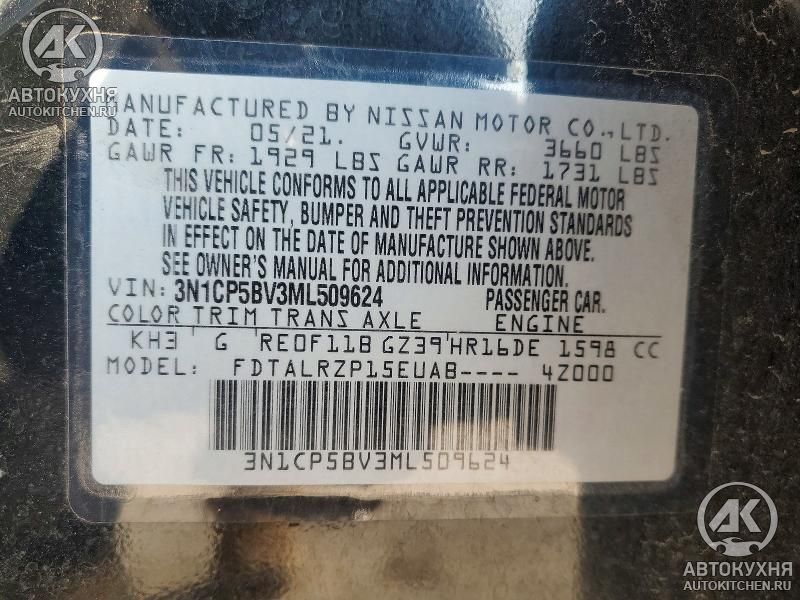 АК
АВТОКУХНЯ
AUTOKITCHEN.RU
MANUFACTURED BY NISSAN MOTOR CO., LTD.
DATE: 05/21. GVWR: 3660 LBS
GAWR FR: 1929 LBS GAWR RR: 1731 LBS
THIS VEHICLE CONFORMS TO ALL APPLICABLE FEDERAL MOTOR
VEHICLE SAFETY, BUMPER AND THEFT PREVENTION STANDARDS
IN EFFECT ON THE DATE OF MANUFACTURE SHOWN ABOVE.
SEE OWNER'S MANUAL FOR ADDITIONAL INFORMATION.
VIN: 3N1CP5BV3ML509624 PASSENGER CAR.
COLOR TRIM TRANS AXLE ENGINE
KH3 G RE0F11B GZ39 HR16DE 1598 CC
MODEL: FDTALRZP15EUAB---- 4Z000
3N1CP5BV3ML509624
АК
АВТОКУХНЯ
AUTOKITCHEN.RU